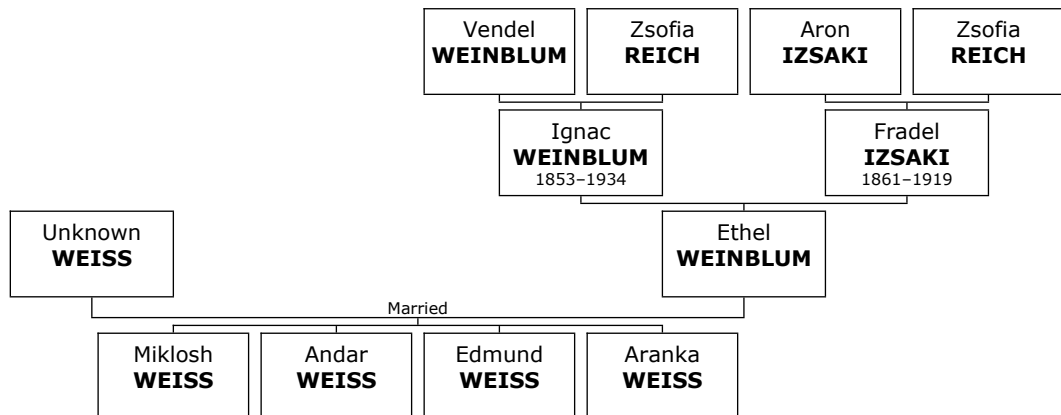 Vendel
WEINBLUM
Zsofia
REICH
Aron
IZSAKI
Zsofia
REICH
Ignac
WEINBLUM
1853–1934
Fradel
IZSAKI
1861–1919
Unknown
WEISS
Ethel
WEINBLUM
Married
Miklosh
WEISS
Andar
WEISS
Edmund
WEISS
Aranka
WEISS